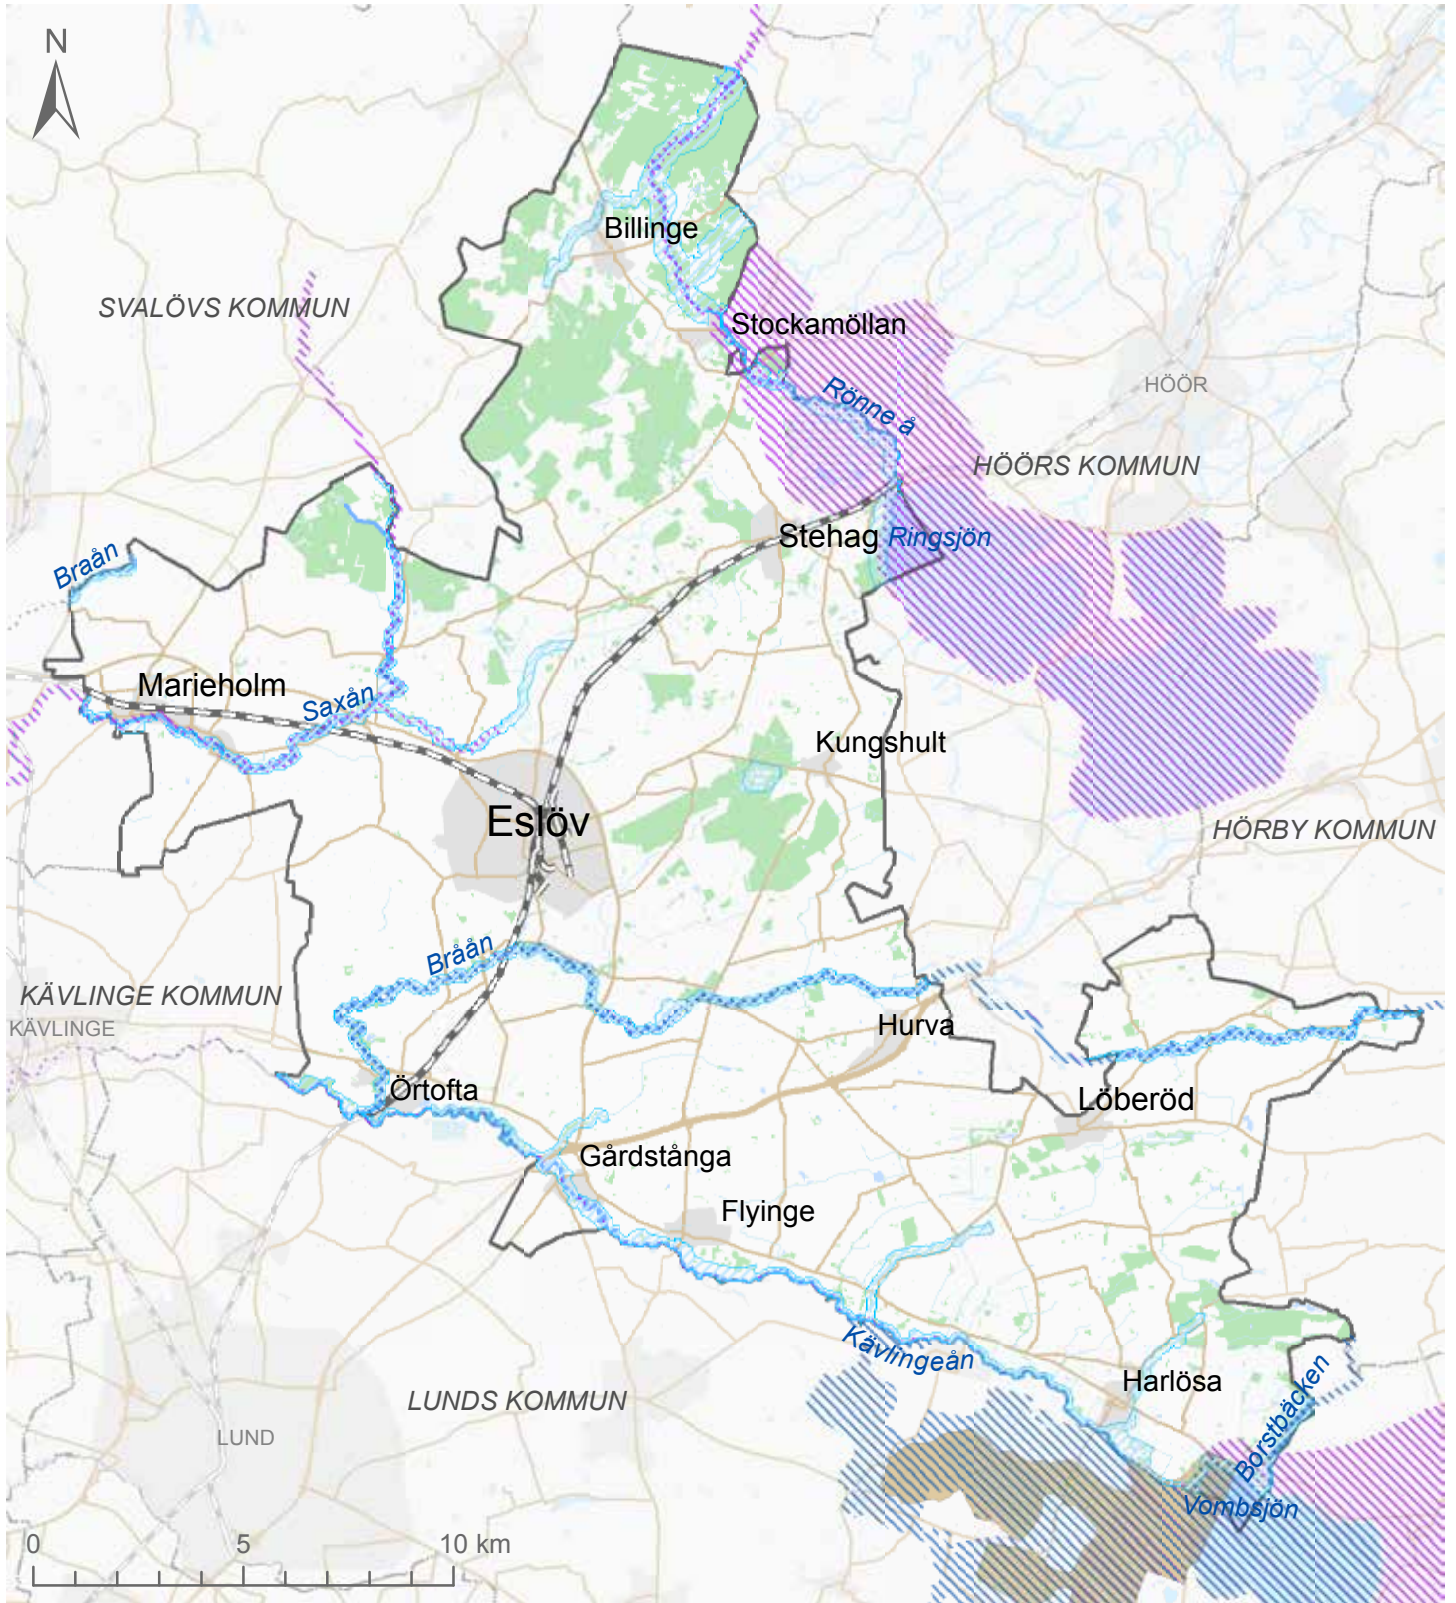 N
Billinge
SVALÖVS KOMMUN
Stockamöllan
HÖÖR
Rönne å
HÖÖRS KOMMUN
Stehag
Ringsjön
Braån
Marieholm
Saxån
Kungshult
Eslöv
HÖRBY KOMMUN
Bråån
KÄVLINGE KOMMUN
KÄVLINGE
Hurva
Örtofta
Löberöd
Gårdstånga
Flyinge
Kävlingeån
Harlösa
LUNDS KOMMUN
Borstbäcken
LUND
Vombsjön
0 5 10 km